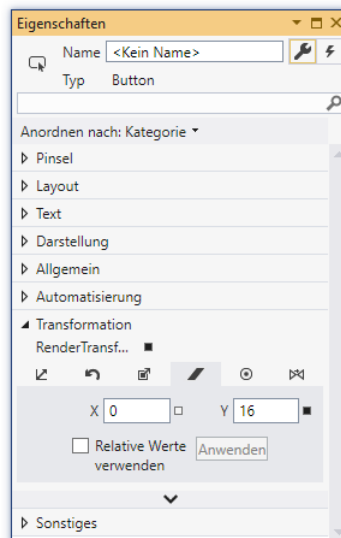 Eigenschaften
Name <Kein Name>
Typ Button
Anordnen nach: Kategorie
Pinsel
Layout
Text
Darstellung
Allgemein
Automatisierung
Transformation
RenderTransf...
X 0 Y 16
Relative Werte verwenden Anwenden
Sonstiges